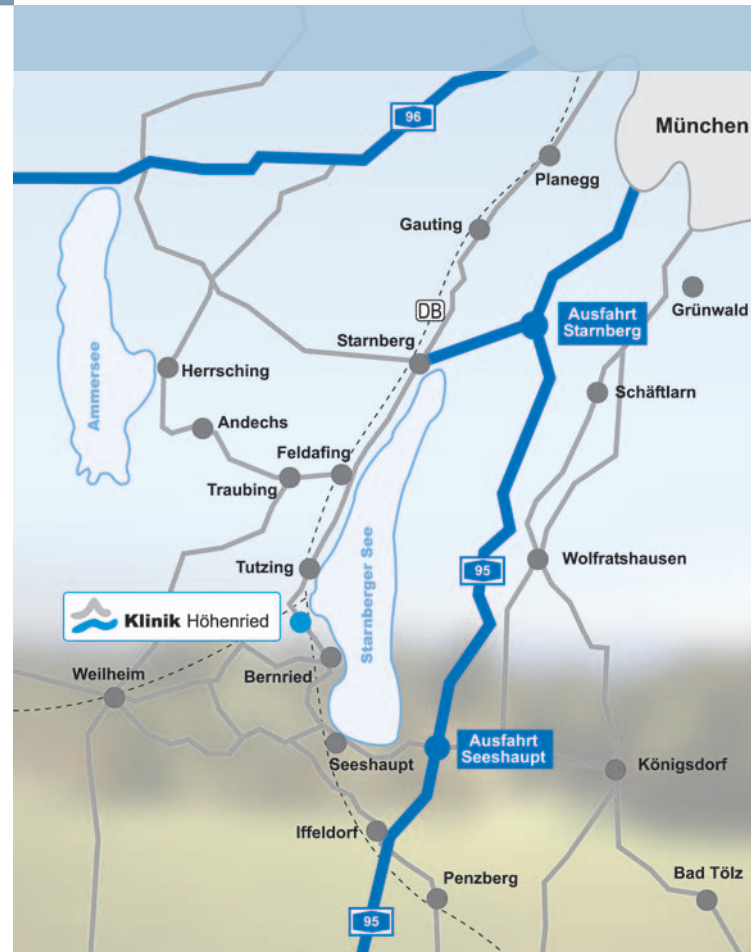 96
München
Planegg
Gauting
DB
Grünwald
Ausfahrt
Starnberg
Starnberg
Herrsching
Schäftlarn
Ammersee
Andechs
Feldafing
Traubing
Starnberger See
Tutzing
Wolfratshausen
95
Klinik Höhenried
Bernried
Weilheim
Ausfahrt
Seeshaupt
Seeshaupt
Königsdorf
Iffeldorf
Penzberg
Bad Tölz
95